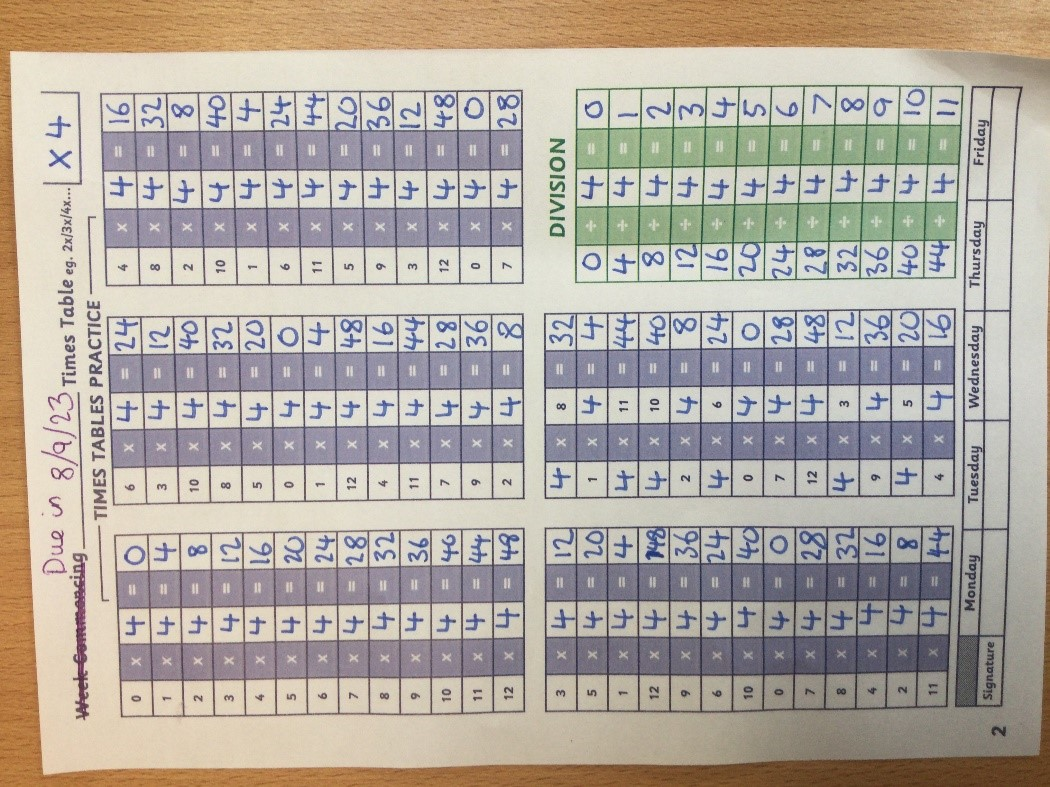 Due in 8/9/23
Week Commencing Times Table eg. 2x/3x/4x... x 4
TIMES TABLES PRACTICE
0 x 4 = 0
1 x 4 = 4
2 x 4 = 8
3 x 4 = 12
4 x 4 = 16
5 x 4 = 20
6 x 4 = 24
7 x 4 = 28
8 x 4 = 32
9 x 4 = 36
10 x 4 = 40
11 x 4 = 44
12 x 4 = 48
6 x 4 = 24
3 x 4 = 12
10 x 4 = 40
8 x 4 = 32
5 x 4 = 20
0 x 4 = 0
1 x 4 = 4
12 x 4 = 48
4 x 4 = 16
11 x 4 = 44
7 x 4 = 28
9 x 4 = 36
2 x 4 = 8
4 x 4 = 16
8 x 4 = 32
2 x 4 = 8
10 x 4 = 40
1 x 4 = 4
6 x 4 = 24
11 x 4 = 44
5 x 4 = 20
9 x 4 = 36
3 x 4 = 12
12 x 4 = 48
0 x 4 = 0
7 x 4 = 28
3 x 4 = 12
5 x 4 = 20
1 x 4 = 4
12 x 4 = 48
9 x 4 = 36
6 x 4 = 24
10 x 4 = 40
0 x 4 = 0
7 x 4 = 28
8 x 4 = 32
4 x 4 = 16
2 x 4 = 8
11 x 4 = 44
4 x 8 = 32
1 x 4 = 4
4 x 11 = 44
4 x 10 = 40
2 x 4 = 8
4 x 6 = 24
0 x 4 = 0
7 x 4 = 28
12 x 4 = 48
4 x 3 = 12
9 x 4 = 36
4 x 5 = 20
4 x 4 = 16
DIVISION
0 ÷ 4 = 0
4 ÷ 4 = 1
8 ÷ 4 = 2
12 ÷ 4 = 3
16 ÷ 4 = 4
20 ÷ 4 = 5
24 ÷ 4 = 6
28 ÷ 4 = 7
32 ÷ 4 = 8
36 ÷ 4 = 9
40 ÷ 4 = 10
44 ÷ 4 = 11
Monday Tuesday Wednesday Thursday Friday
Signature
2